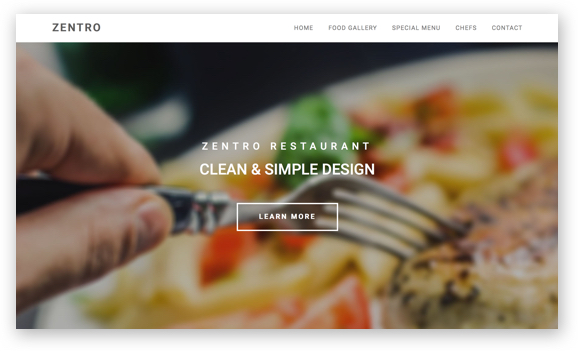 ZENTRO
HOME FOOD GALLERY SPECIAL MENU CHEFS CONTACT
ZENTRO RESTAURANT
CLEAN & SIMPLE DESIGN
LEARN MORE